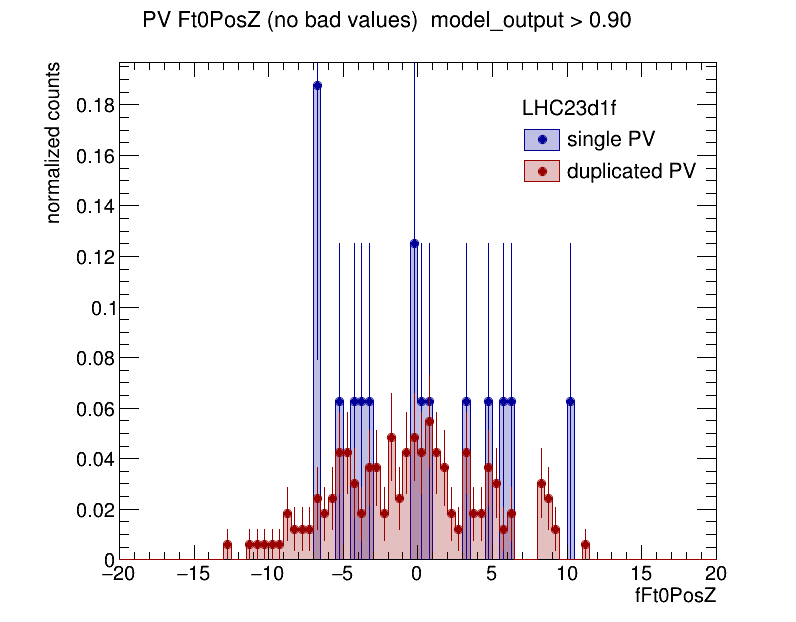 PV Ft0PosZ (no bad values)  model_output > 0.90
normalized counts
LHC23d1f
single PV
duplicated PV
0.18
0.16
0.14
0.12
0.1
0.08
0.06
0.04
0.02
0
−20 −15 −10 −5 0 5 10 15 20
fFt0PosZ